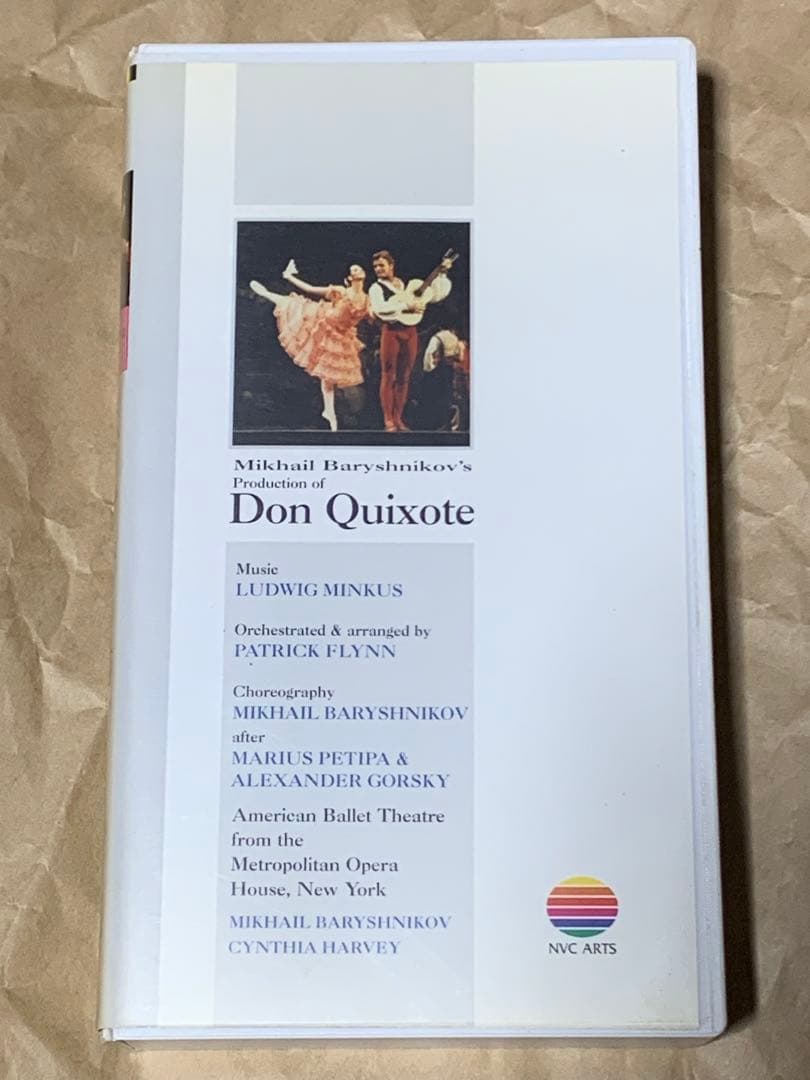 Mikhail Baryshnikov's
Production of
Don Quixote
Music
LUDWIG MINKUS
Orchestrated & arranged by
PATRICK FLYNN
Choreography
MIKHAIL BARYSHNIKOV
after
MARIUS PETIPA &
ALEXANDER GORSKY
American Ballet Theatre
from the
Metropolitan Opera
House, New York
MIKHAIL BARYSHNIKOV
CYNTHIA HARVEY
NVC ARTS